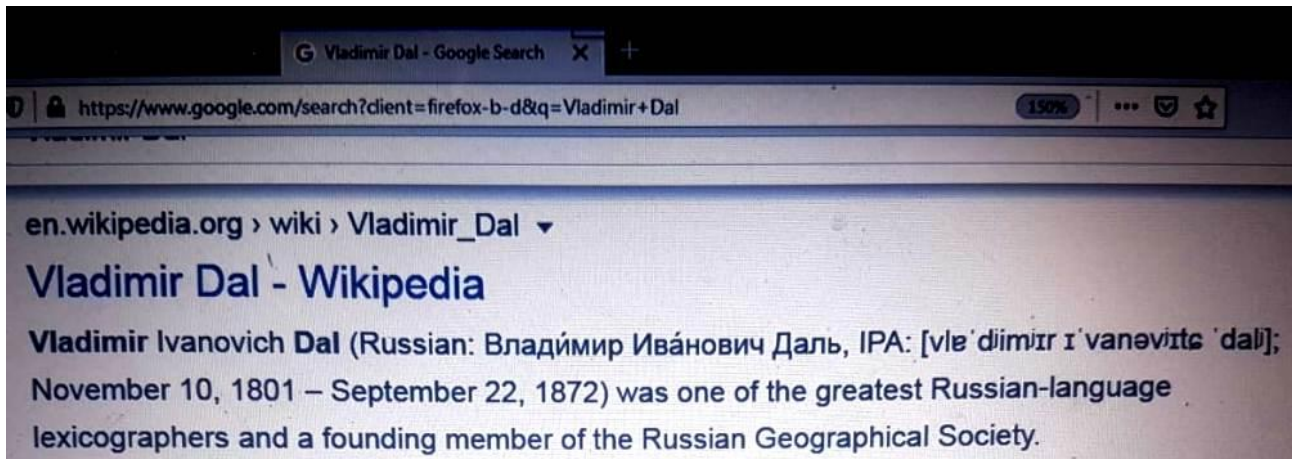 G Vladimir Dal - Google Search × +
https://www.google.com/search?client=firefox-b-d&q=Vladimir+Dal 150% •••
en.wikipedia.org › wiki › Vladimir_Dal ▾
Vladimir Dal - Wikipedia
Vladimir Ivanovich Dal (Russian: Влади́мир Ива́нович Даль, IPA: [vlɐˈdʲimʲɪr ɪˈvanəvʲɪtɕ ˈdalʲ];
November 10, 1801 – September 22, 1872) was one of the greatest Russian-language
lexicographers and a founding member of the Russian Geographical Society.